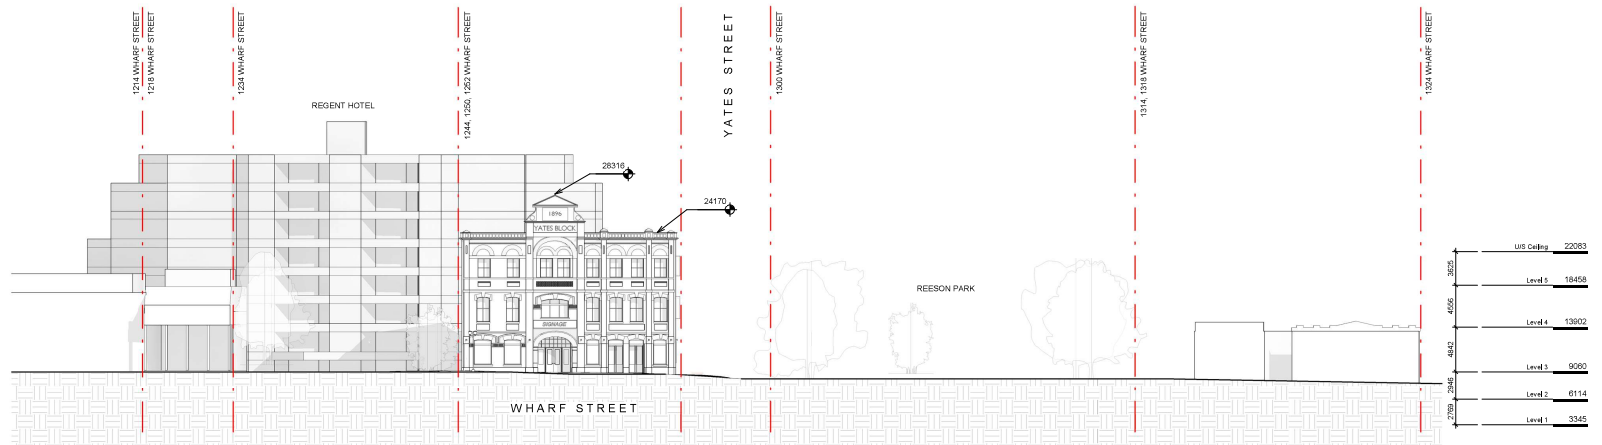 1214 WHARF STREET
1218 WHARF STREET
1234 WHARF STREET
1244, 1250, 1252 WHARF STREET
YATES STREET
1300 WHARF STREET
1314, 1318 WHARF STREET
1324 WHARF STREET
REGENT HOTEL
28316
24170
1896
YATES BLOCK
SIGNAGE
REESON PARK
WHARF STREET
U/S Ceiling 22083
3625
Level 5 18458
4556
Level 4 13902
4842
Level 3 9060
2946
Level 2 6114
2769
Level 1 3345